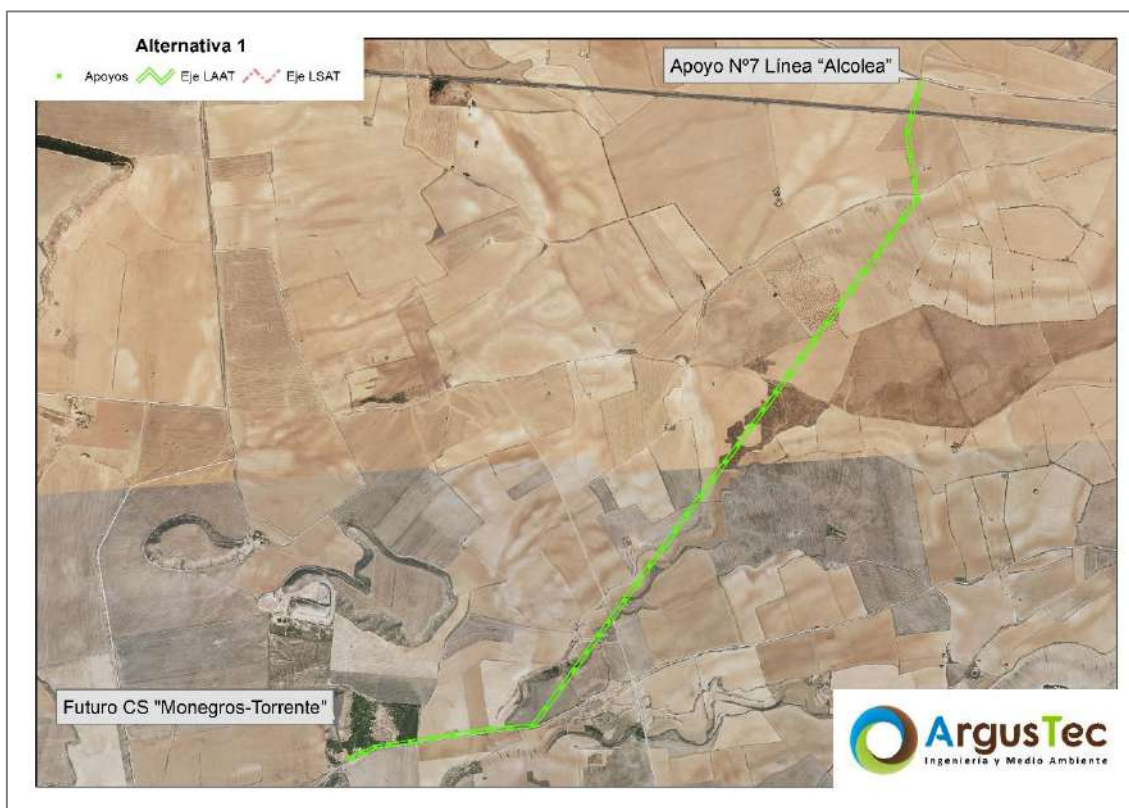 Alternativa 1
Apoyos Eje LAAT Eje LSAT
Apoyo Nº7 Línea “Alcolea”
Futuro CS "Monegros-Torrente"
ArgusTec
Ingeniería y Medio Ambiente